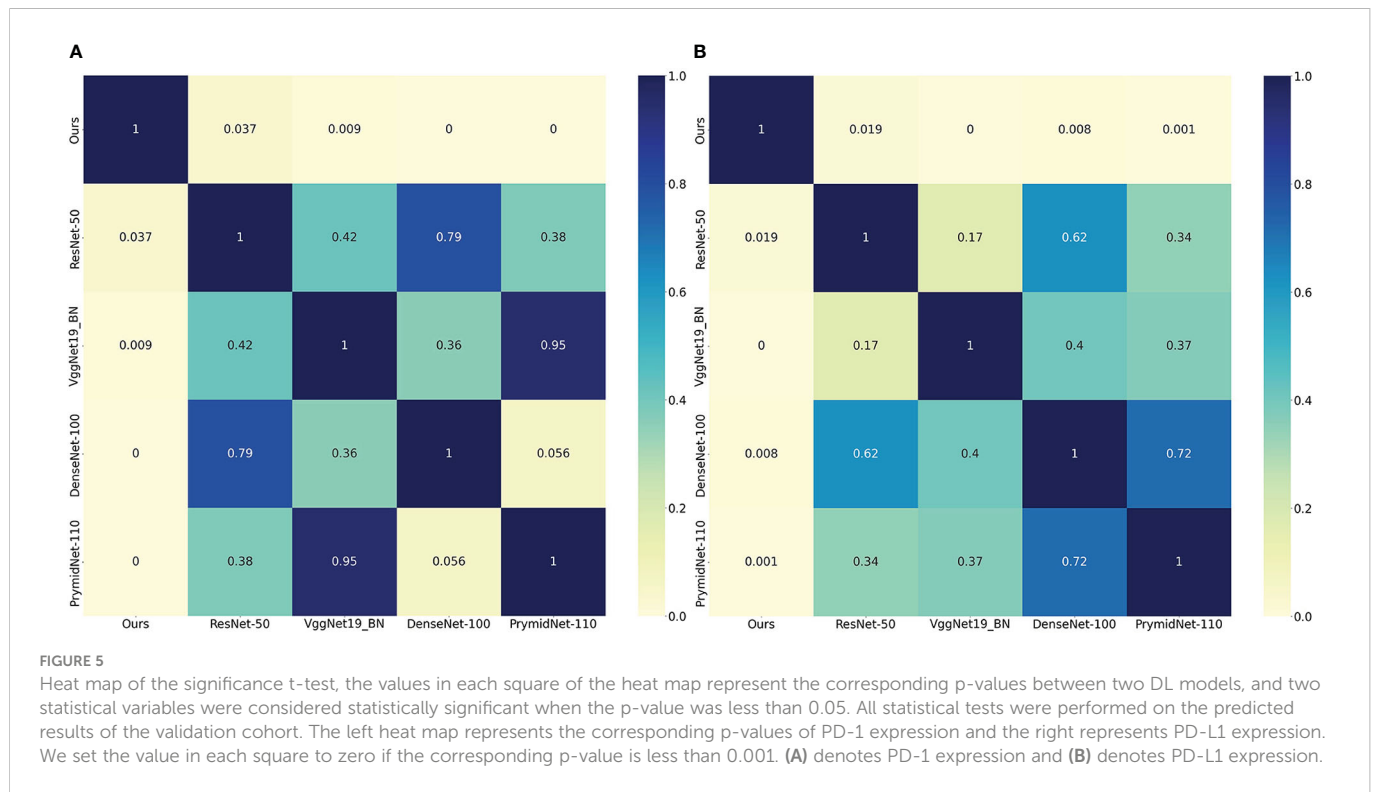 A
B
Ours
1
0.037
0.009
0
0
ResNet-50
0.037
1
0.42
0.79
0.38
VggNet19_BN
0.009
0.42
1
0.36
0.95
DenseNet-100
0
0.79
0.36
1
0.056
PrymidNet-110
0
0.38
0.95
0.056
1
Ours
ResNet-50
VggNet19_BN
DenseNet-100
PrymidNet-110
1.0
0.8
0.6
0.4
0.2
0.0
Ours
1
0.019
0
0.008
0.001
ResNet-50
0.019
1
0.17
0.62
0.34
VggNet19_BN
0
0.17
1
0.4
0.37
DenseNet-100
0.008
0.62
0.4
1
0.72
PrymidNet-110
0.001
0.34
0.37
0.72
1
Ours
ResNet-50
VggNet19_BN
DenseNet-100
PrymidNet-110
1.0
0.8
0.6
0.4
0.2
0.0
FIGURE 5
Heat map of the significance t-test, the values in each square of the heat map represent the corresponding p-values between two DL models, and two
statistical variables were considered statistically significant when the p-value was less than 0.05. All statistical tests were performed on the predicted
results of the validation cohort. The left heat map represents the corresponding p-values of PD-1 expression and the right represents PD-L1 expression.
We set the value in each square to zero if the corresponding p-value is less than 0.001. (A) denotes PD-1 expression and (B) denotes PD-L1 expression.